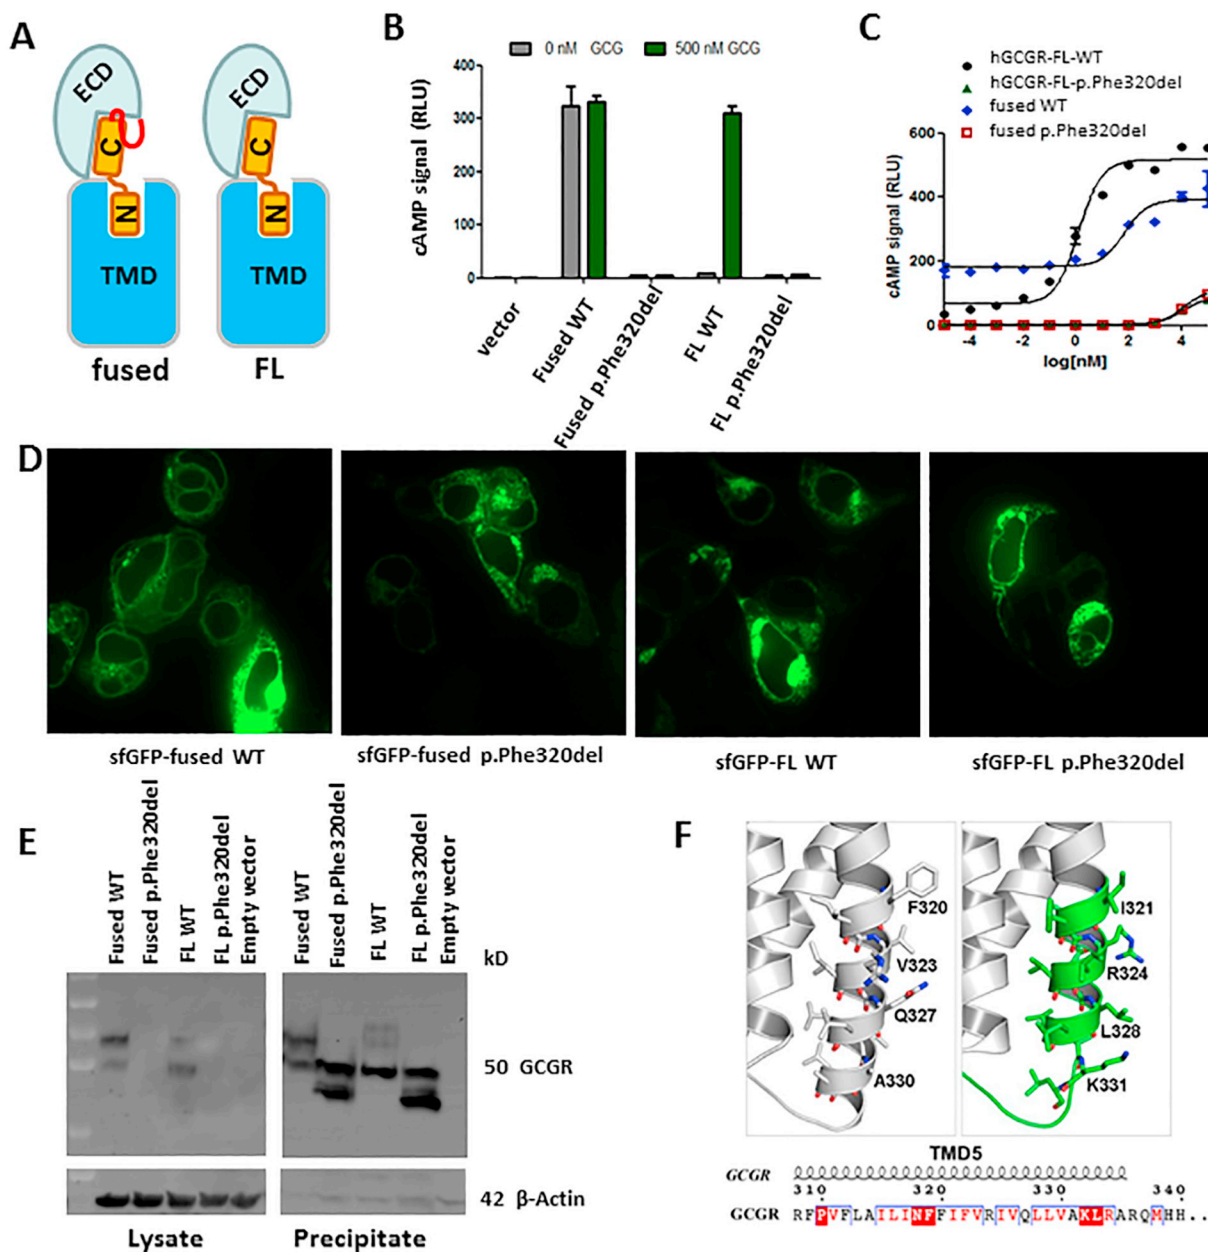 A
ECD
C
N
TMD
fused
ECD
C
N
TMD
FL
B
0 nM GCG
500 nM GCG
cAMP signal (RLU)
400
300
200
100
0
vector
Fused WT
Fused p.Phe320del
FL WT
FL p.Phe320del
C
hGCGR-FL-WT
hGCGR-FL-p.Phe320del
fused WT
fused p.Phe320del
cAMP signal (RLU)
600
400
200
0
-4 -2 0 2 4
log[nM]
D
sfGFP-fused WT
sfGFP-fused p.Phe320del
sfGFP-FL WT
sfGFP-FL p.Phe320del
E
Fused WT
Fused p.Phe320del
FL WT
FL p.Phe320del
Empty vector
Fused WT
Fused p.Phe320del
FL WT
FL p.Phe320del
Empty vector
kD
50 GCGR
42 β-Actin
Lysate
Precipitate
F
F320
V323
Q327
A330
I321
R324
L328
K331
TMD5
GCGR
310 320 330 340
GCGR RFPVFLAILINFFIFVRIVQLLVAKLRARQMHH..